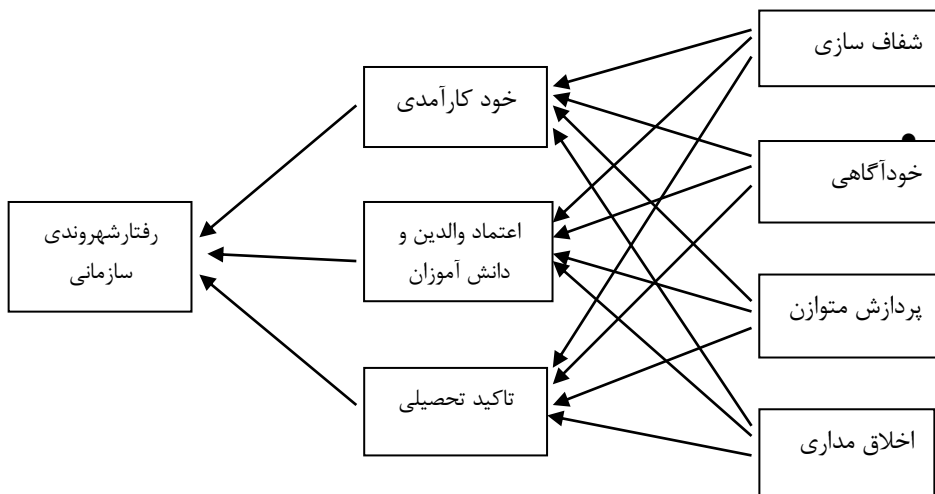 شفاف سازی
خودآگاهی
پردازش متوازن
اخلاق مداری
خود کارآمدی
اعتماد والدین و
دانش آموزان
تاکید تحصیلی
رفتارشهروندی
سازمانی